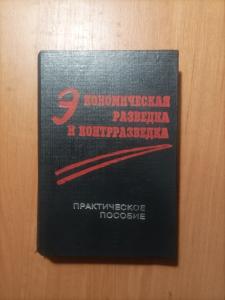 Экономическая
разведка
и контрразведка
ПРАКТИЧЕСКОЕ
ПОСОБИЕ